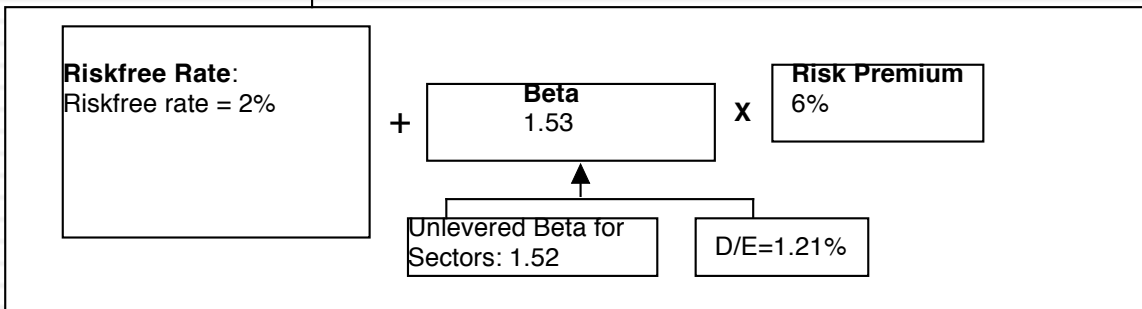 Riskfree Rate:
Riskfree rate = 2%
+
Beta
1.53
X
Risk Premium
6%
Unlevered Beta for
Sectors: 1.52
D/E=1.21%